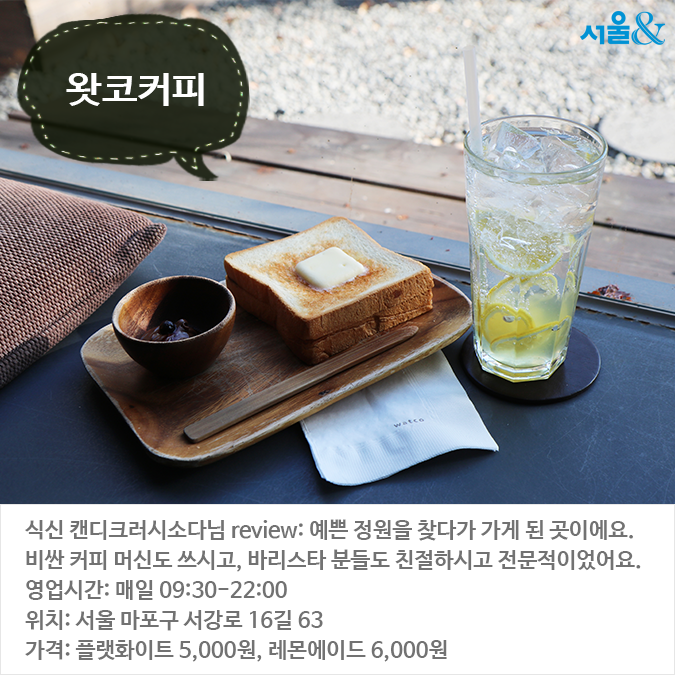 서울&
왓코커피
watco
식신 캔디크러시소다님 review: 예쁜 정원을 찾다가 가게 된 곳이에요.
비싼 커피 머신도 쓰시고, 바리스타 분들도 친절하시고 전문적이었어요.
영업시간: 매일 09:30-22:00
위치: 서울 마포구 서강로 16길 63
가격: 플랫화이트 5,000원, 레몬에이드 6,000원